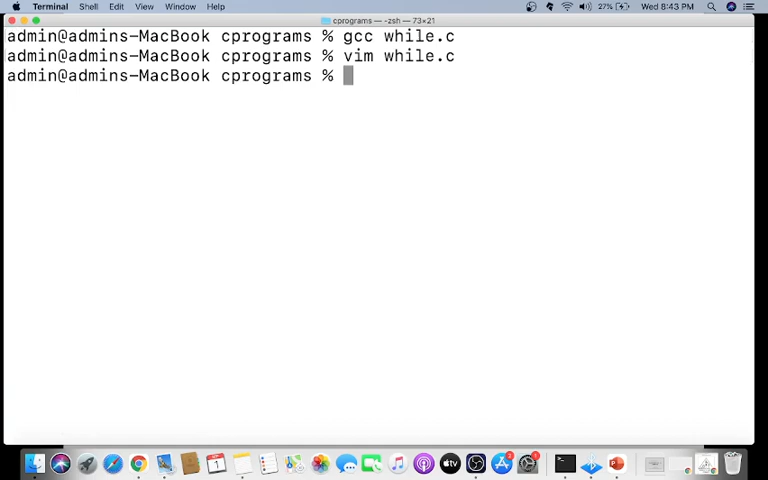 Terminal Shell Edit View Window Help 27% Wed 8:43 PM
cprograms — -zsh — 73×21
admin@admins-MacBook cprograms % gcc while.c
admin@admins-MacBook cprograms % vim while.c
admin@admins-MacBook cprograms %